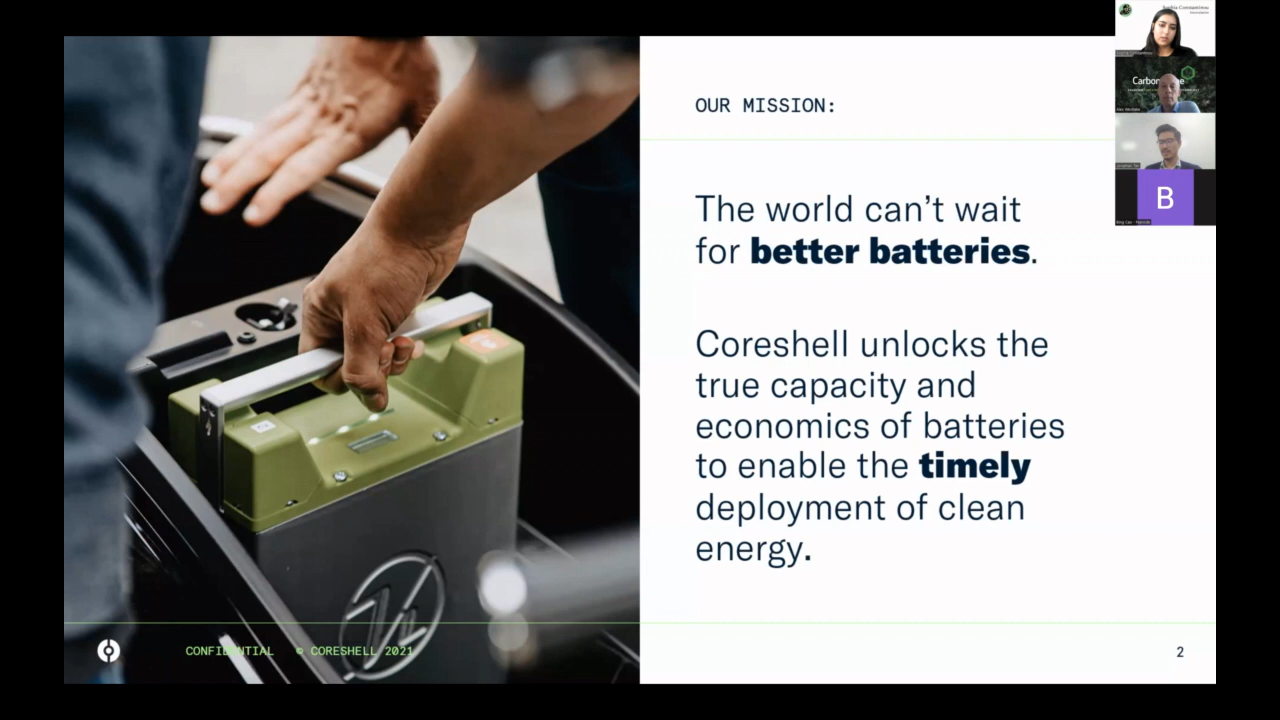 OUR MISSION:
The world can’t wait
for better batteries.
Coreshell unlocks the
true capacity and
economics of batteries
to enable the timely
deployment of clean
energy.
CONFIDENTIAL © CORESHELL 2021
2
B